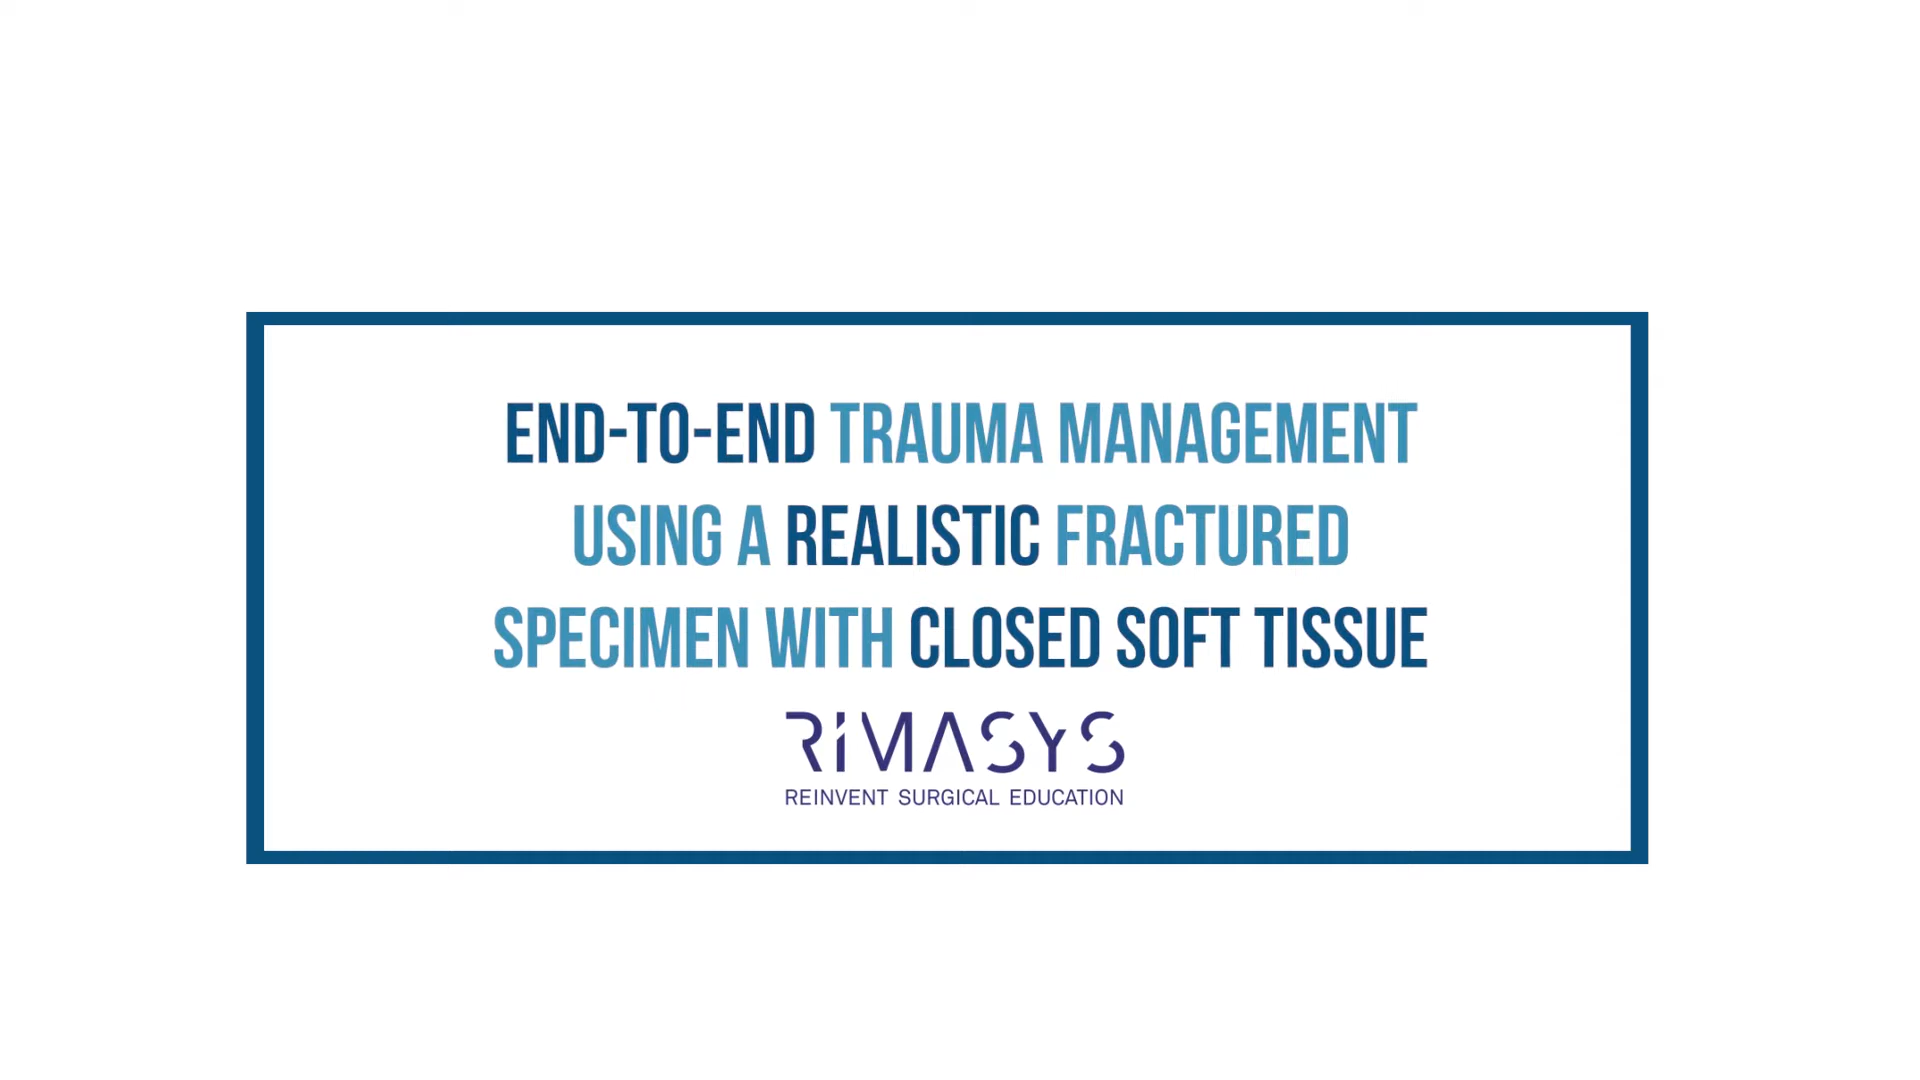 END-TO-END TRAUMA MANAGEMENT
USING A REALISTIC FRACTURED
SPECIMEN WITH CLOSED SOFT TISSUE
RIMASYS
REINVENT SURGICAL EDUCATION